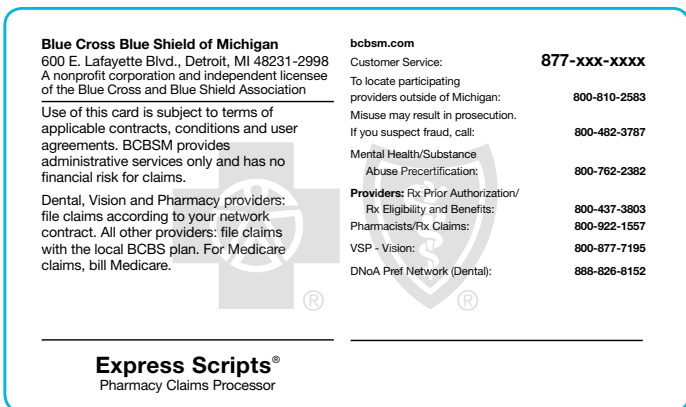 Blue Cross Blue Shield of Michigan
600 E. Lafayette Blvd., Detroit, MI 48231-2998
A nonprofit corporation and independent licensee
of the Blue Cross and Blue Shield Association
Use of this card is subject to terms of
applicable contracts, conditions and user
agreements. BCBSM provides
administrative services only and has no
financial risk for claims.
Dental, Vision and Pharmacy providers:
file claims according to your network
contract. All other providers: file claims
with the local BCBS plan. For Medicare
claims, bill Medicare.
Express Scripts®
Pharmacy Claims Processor
bcbsm.com
Customer Service: 877-xxx-xxxx
To locate participating
providers outside of Michigan: 800-810-2583
Misuse may result in prosecution.
If you suspect fraud, call: 800-482-3787
Mental Health/Substance
Abuse Precertification: 800-762-2382
Providers: Rx Prior Authorization/
Rx Eligibility and Benefits: 800-437-3803
Pharmacists/Rx Claims: 800-922-1557
VSP - Vision: 800-877-7195
DNoA Pref Network (Dental): 888-826-8152
® ®